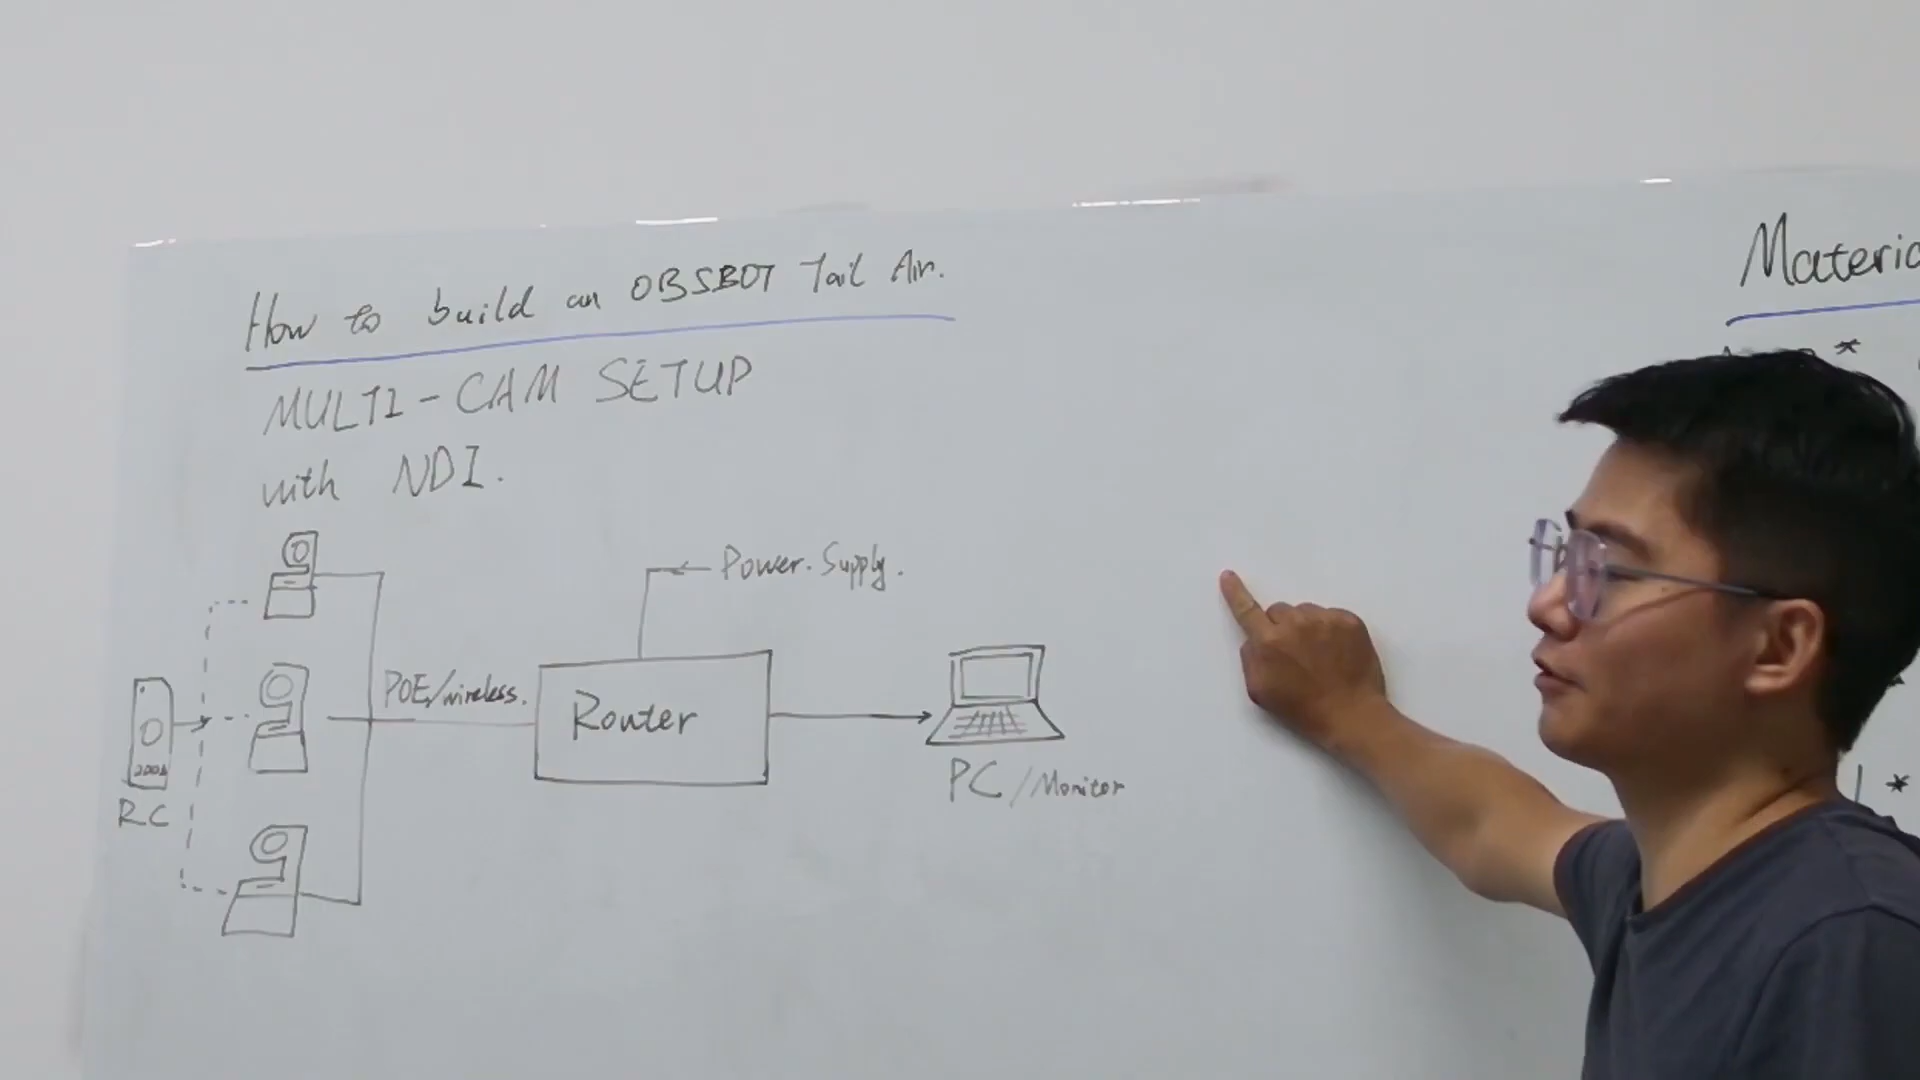 How to build an OBSBOT Tail Air.
MULTI-CAM SETUP
with NDI.
Power Supply.
POE/wireless.
Router
RC
PC/Monitor
*
*